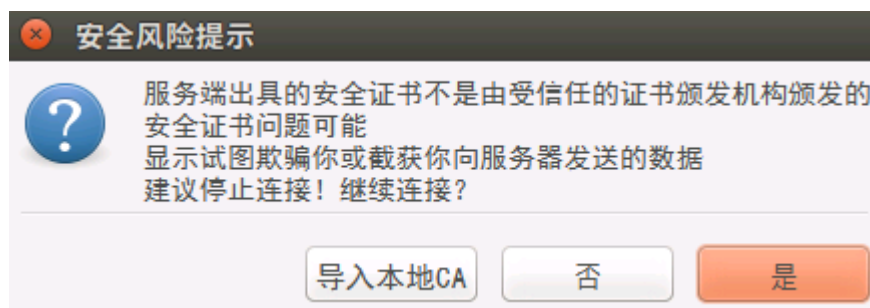 安全风险提示
服务端出具的安全证书不是由受信任的证书颁发机构颁发的
安全证书问题可能
显示试图欺骗你或截获你向服务器发送的数据
建议停止连接！继续连接？
导入本地CA
否
是